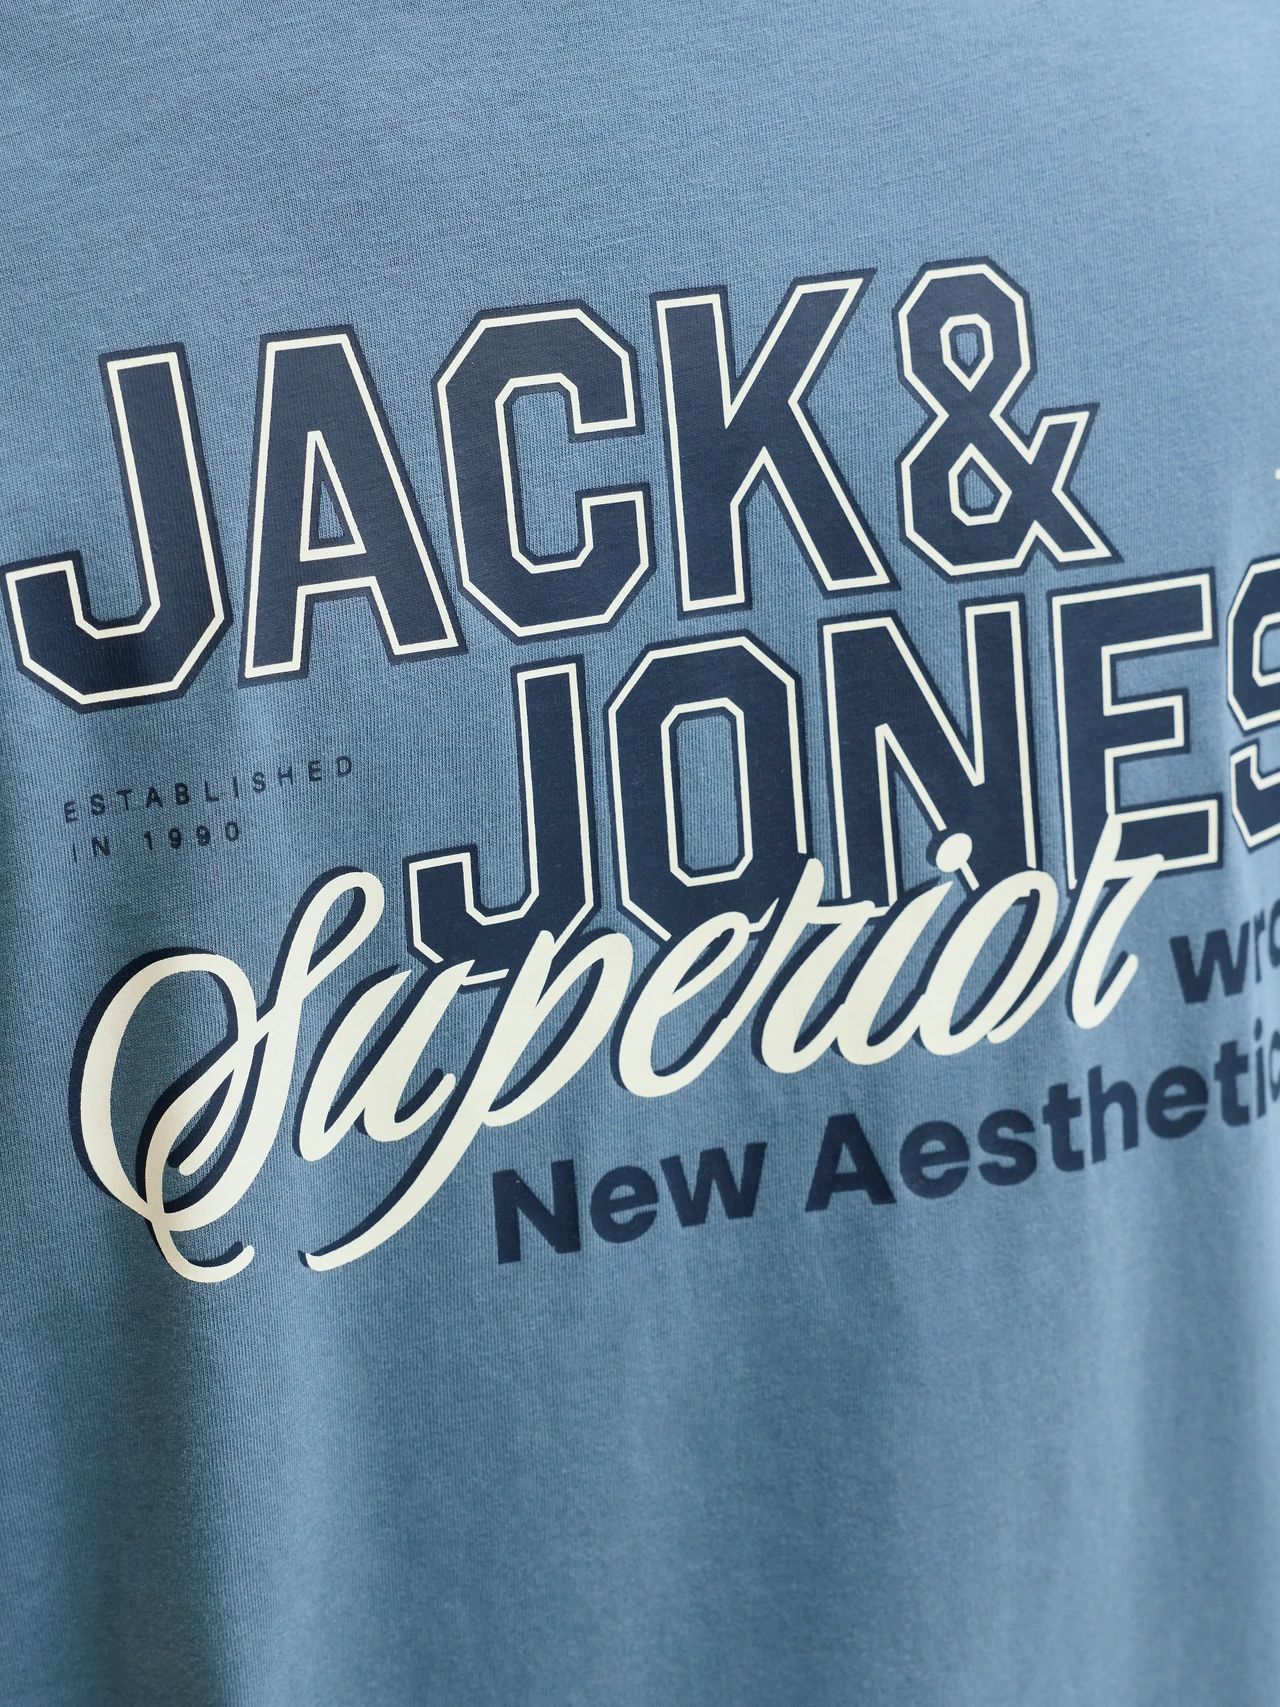 JACK &
JONES
ESTABLISHED
IN 1990
Superior
New Aesthetic